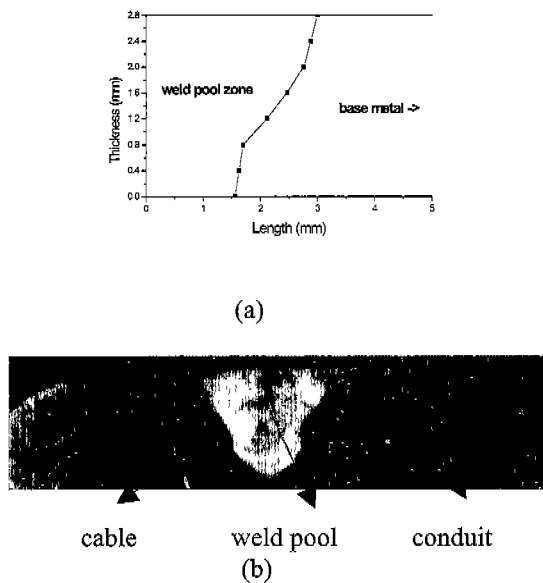 2.8
2.4
2.0
1.6
1.2
0.8
0.4
0.0
Thickness (mm)
weld pool zone
base metal ->
0 1 2 3 4 5
Length (mm)
(a)
cable weld pool conduit
(b)